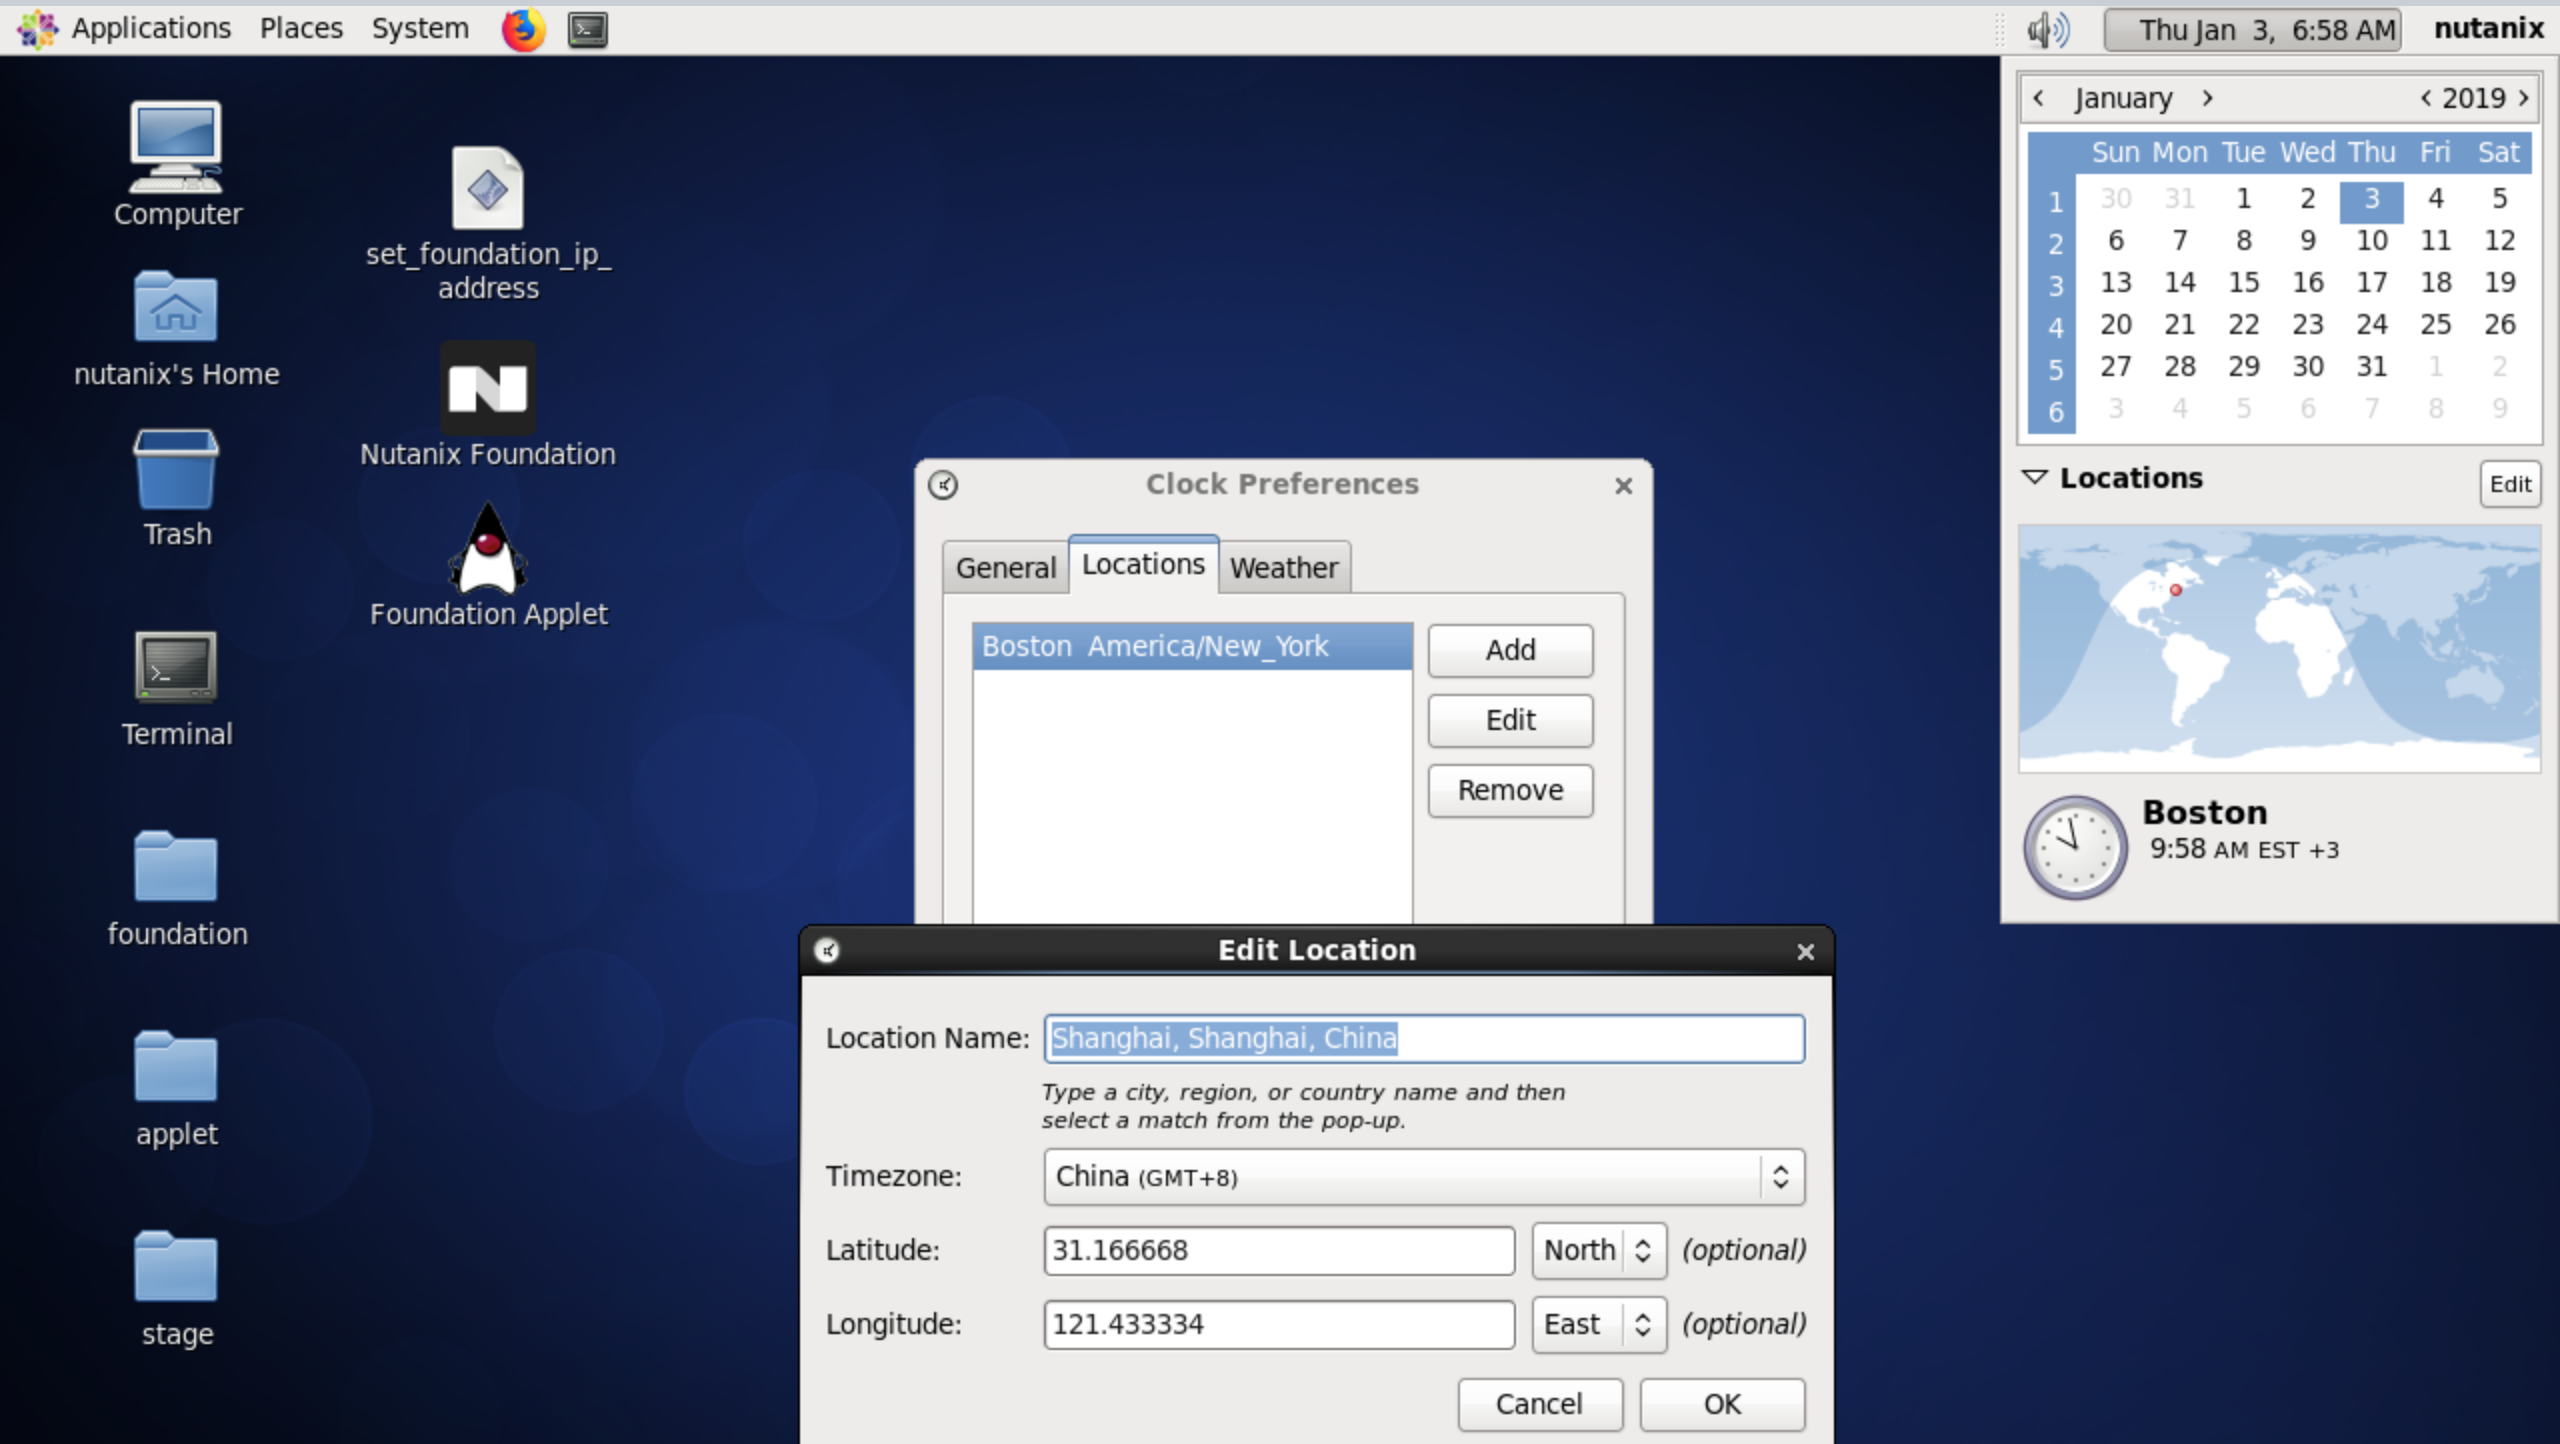 Applications Places System
Thu Jan 3, 6:58 AM nutanix
Computer
nutanix's Home
Trash
Terminal
foundation
applet
stage
set_foundation_ip_
address
Nutanix Foundation
Foundation Applet
January 2019
Sun Mon Tue Wed Thu Fri Sat
1 30 31 1 2 3 4 5
2 6 7 8 9 10 11 12
3 13 14 15 16 17 18 19
4 20 21 22 23 24 25 26
5 27 28 29 30 31 1 2
6 3 4 5 6 7 8 9
Locations Edit
Boston
9:58 AM EST +3
Clock Preferences
General Locations Weather
Boston America/New_York
Add
Edit
Remove
Edit Location
Location Name: Shanghai, Shanghai, China
Type a city, region, or country name and then
select a match from the pop-up.
Timezone: China (GMT+8)
Latitude: 31.166668 North (optional)
Longitude: 121.433334 East (optional)
Cancel OK